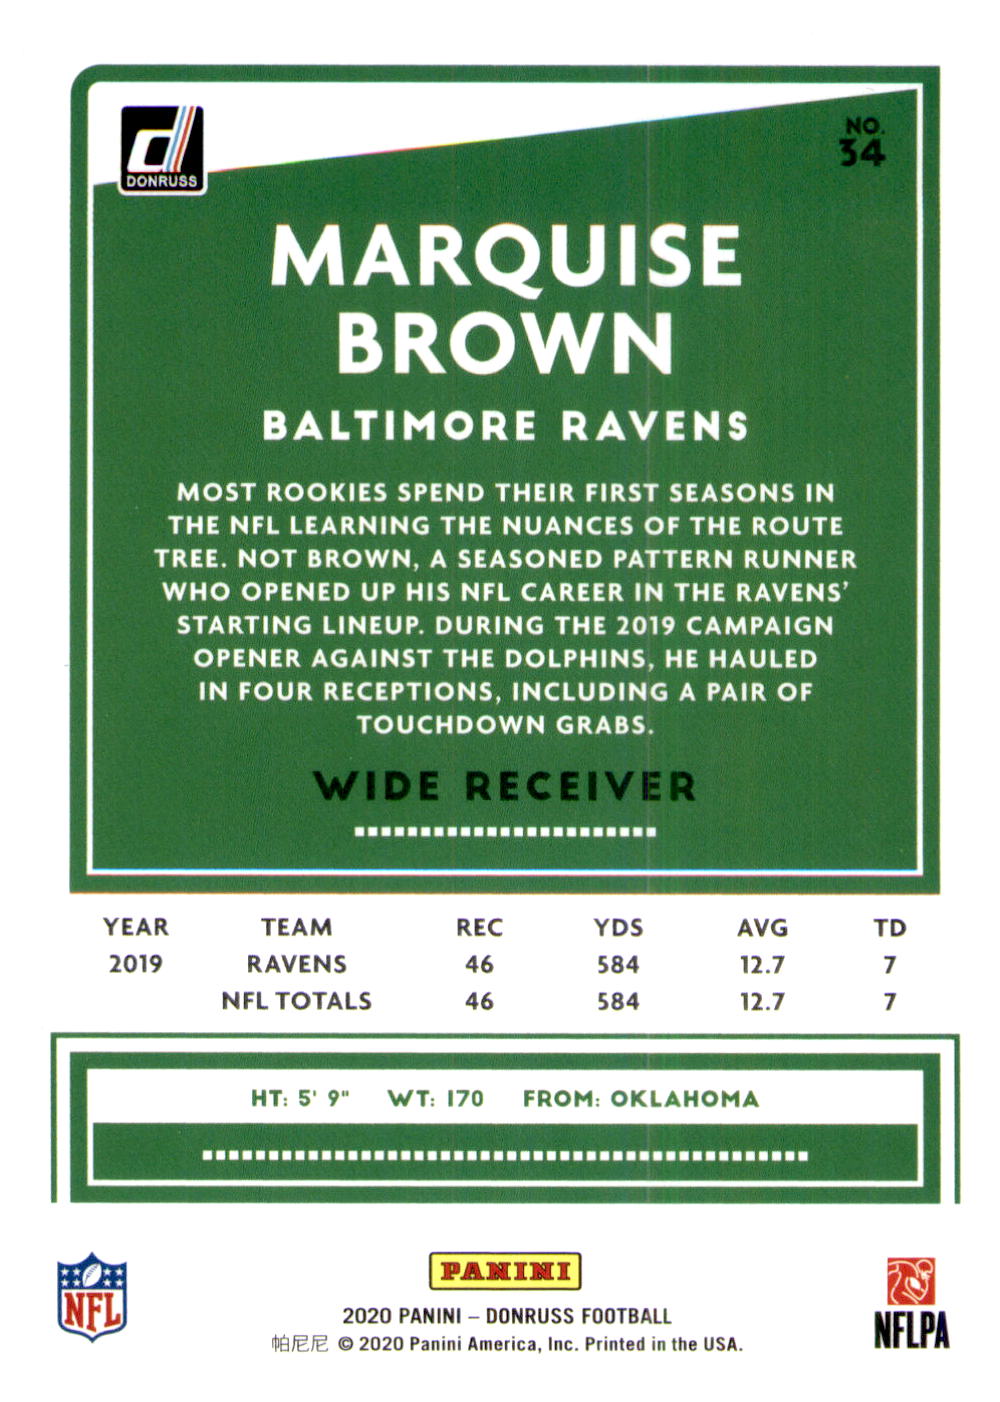 DONRUSS
NO.
34
MARQUISE
BROWN
BALTIMORE RAVENS
MOST ROOKIES SPEND THEIR FIRST SEASONS IN
THE NFL LEARNING THE NUANCES OF THE ROUTE
TREE. NOT BROWN, A SEASONED PATTERN RUNNER
WHO OPENED UP HIS NFL CAREER IN THE RAVENS'
STARTING LINEUP. DURING THE 2019 CAMPAIGN
OPENER AGAINST THE DOLPHINS, HE HAULED
IN FOUR RECEPTIONS, INCLUDING A PAIR OF
TOUCHDOWN GRABS.
WIDE RECEIVER
YEAR TEAM REC YDS AVG TD
2019 RAVENS 46 584 12.7 7
NFL TOTALS 46 584 12.7 7
HT: 5' 9" WT: 170 FROM: OKLAHOMA
NFL
PANINI
NFLPA
2020 PANINI – DONRUSS FOOTBALL
帕尼尼 © 2020 Panini America, Inc. Printed in the USA.